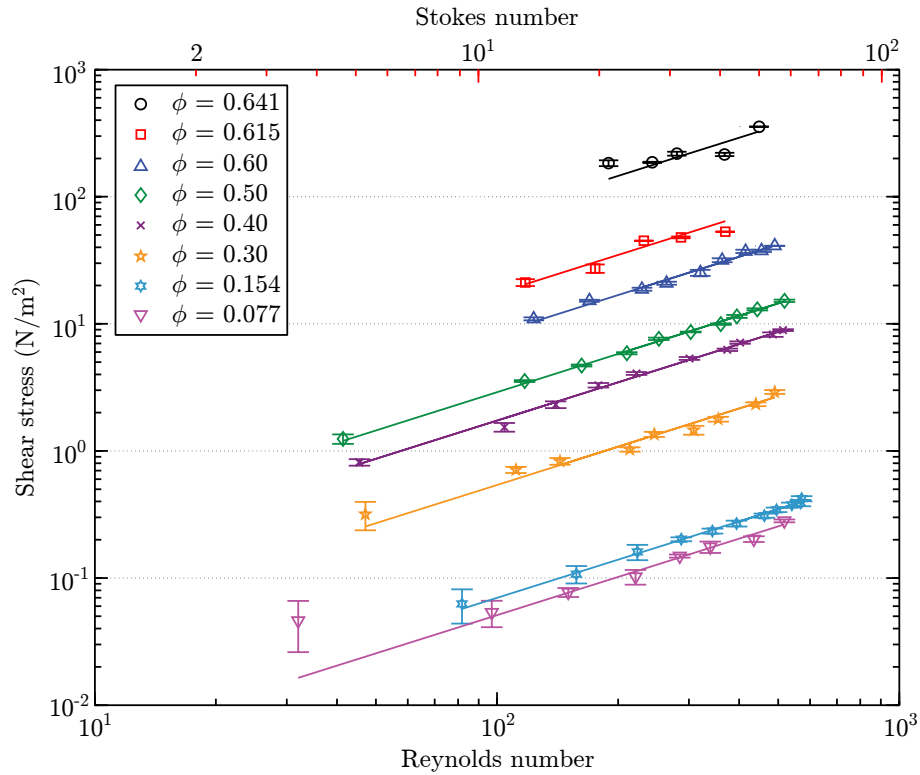 Stokes number
2
10^1
10^2
10^3
10^2
10^1
10^0
10^-1
10^-2
ϕ = 0.641
ϕ = 0.615
ϕ = 0.60
ϕ = 0.50
ϕ = 0.40
ϕ = 0.30
ϕ = 0.154
ϕ = 0.077
Shear stress (N/m²)
10^1
10^2
10^3
Reynolds number